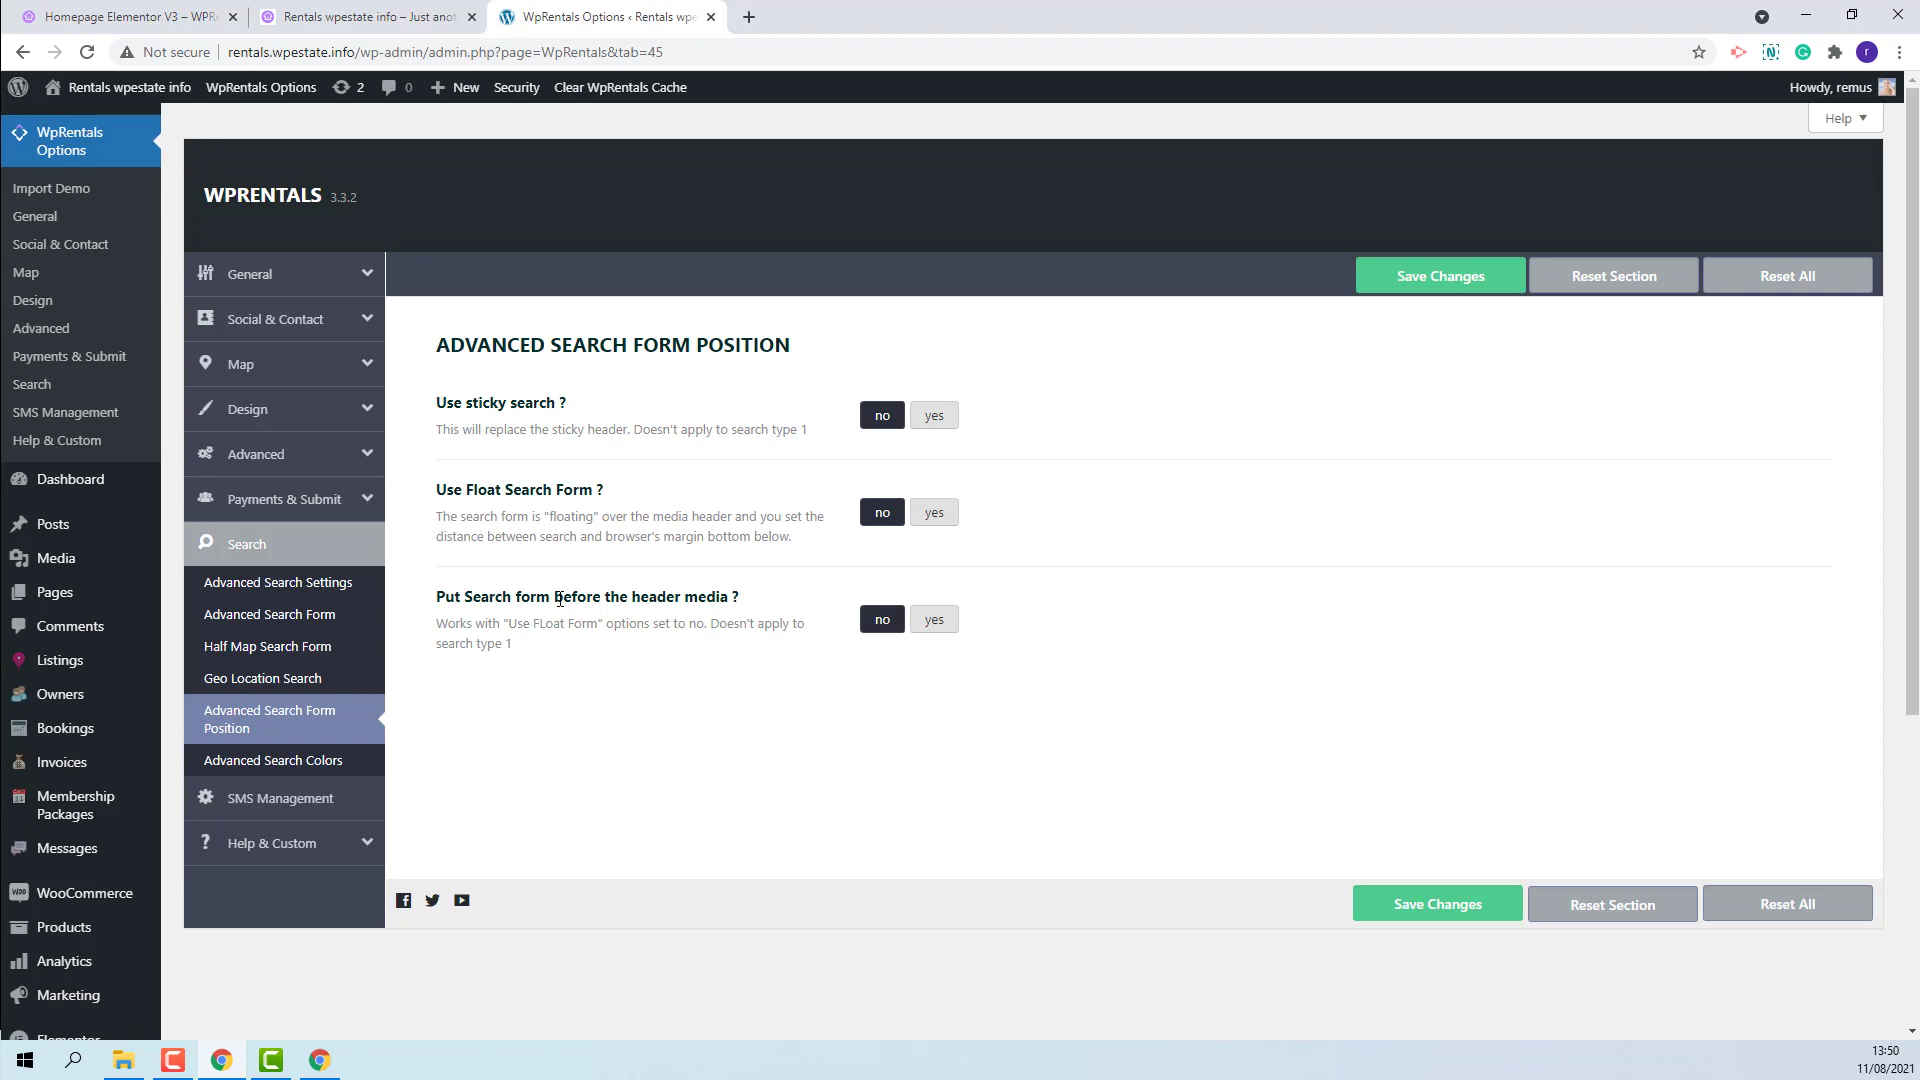 Homepage Elementor V3 – WPRe
Rentals wpestate info – Just anot
WpRentals Options ‹ Rentals wpe
Not secure
rentals.wpestate.info/wp-admin/admin.php?page=WpRentals&tab=45
r
Rentals wpestate info
WpRentals Options
2
0
New
Security
Clear WpRentals Cache
Howdy, remus
Help
WpRentals
Options
Import Demo
General
Social & Contact
Map
Design
Advanced
Payments & Submit
Search
SMS Management
Help & Custom
Dashboard
Posts
Media
Pages
Comments
Listings
Owners
Bookings
Invoices
Membership
Packages
Messages
WooCommerce
Products
Analytics
Marketing
Elementor
WPRENTALS 3.3.2
General
Social & Contact
Map
Design
Advanced
Payments & Submit
Search
Advanced Search Settings
Advanced Search Form
Half Map Search Form
Geo Location Search
Advanced Search Form
Position
Advanced Search Colors
SMS Management
Help & Custom
Save Changes
Reset Section
Reset All
ADVANCED SEARCH FORM POSITION
Use sticky search ?
This will replace the sticky header. Doesn't apply to search type 1
no
yes
Use Float Search Form ?
The search form is "floating" over the media header and you set the
distance between search and browser's margin bottom below.
no
yes
Put Search form before the header media ?
Works with "Use FLoat Form" options set to no. Doesn't apply to
search type 1
no
yes
Save Changes
Reset Section
Reset All
13:50
11/08/2021